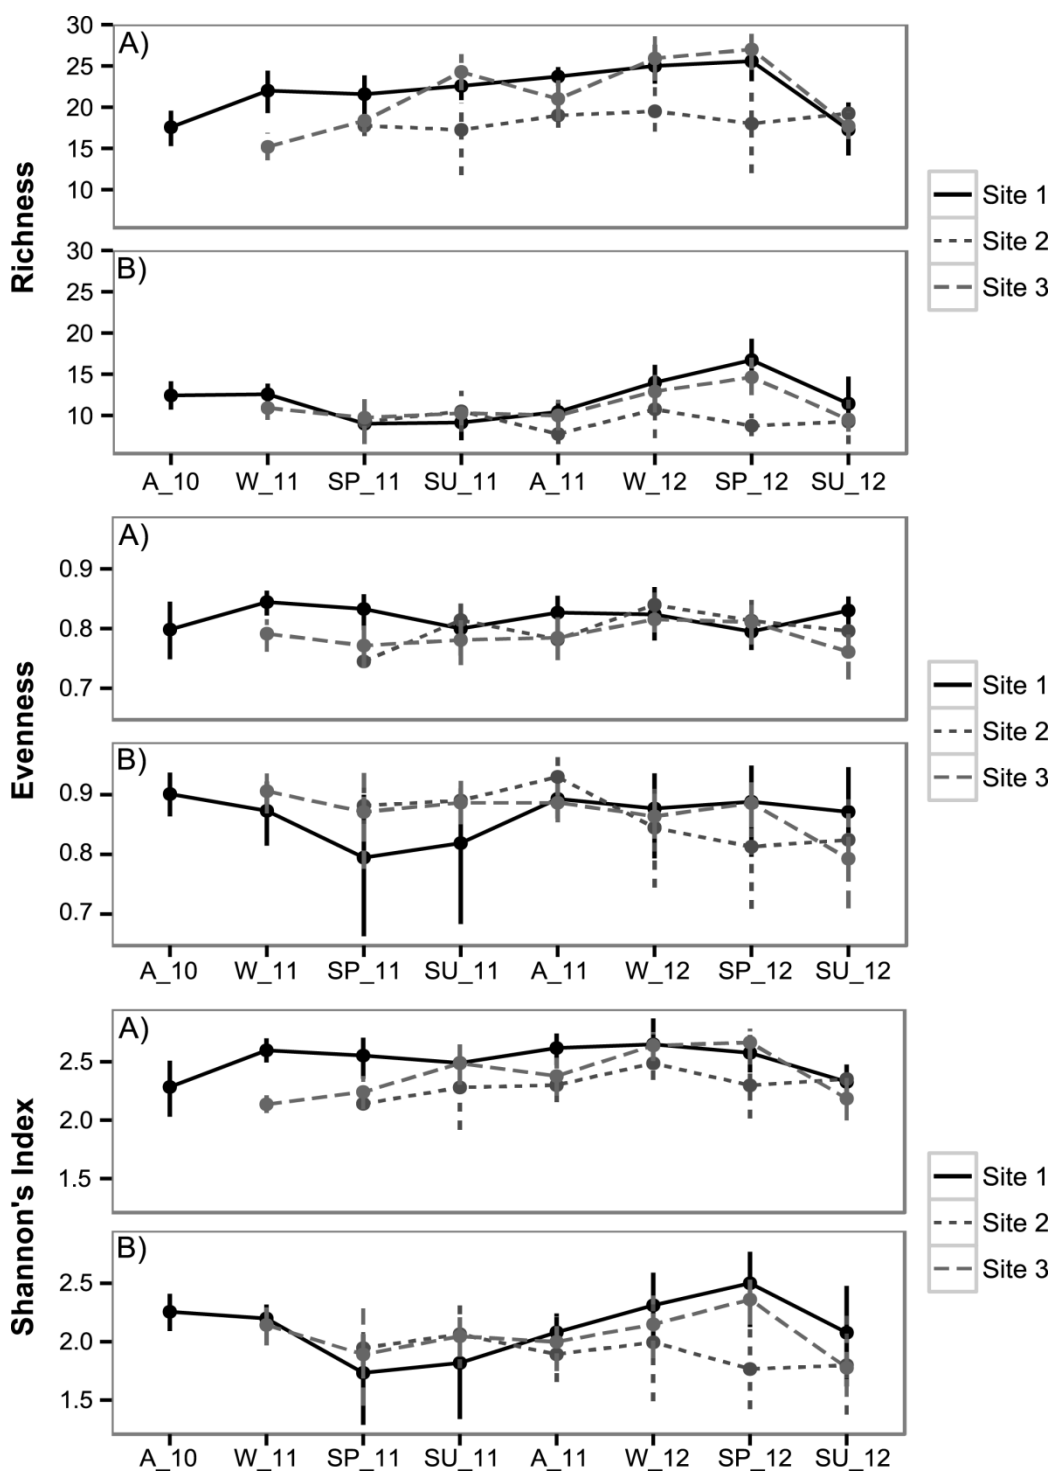 Richness
A)
30
25
20
15
10
B)
30
25
20
15
10
A_10 W_11 SP_11 SU_11 A_11 W_12 SP_12 SU_12
Site 1
Site 2
Site 3
Evenness
A)
0.9
0.8
0.7
B)
0.9
0.8
0.7
A_10 W_11 SP_11 SU_11 A_11 W_12 SP_12 SU_12
Site 1
Site 2
Site 3
Shannon's Index
A)
2.5
2.0
1.5
B)
2.5
2.0
1.5
A_10 W_11 SP_11 SU_11 A_11 W_12 SP_12 SU_12
Site 1
Site 2
Site 3